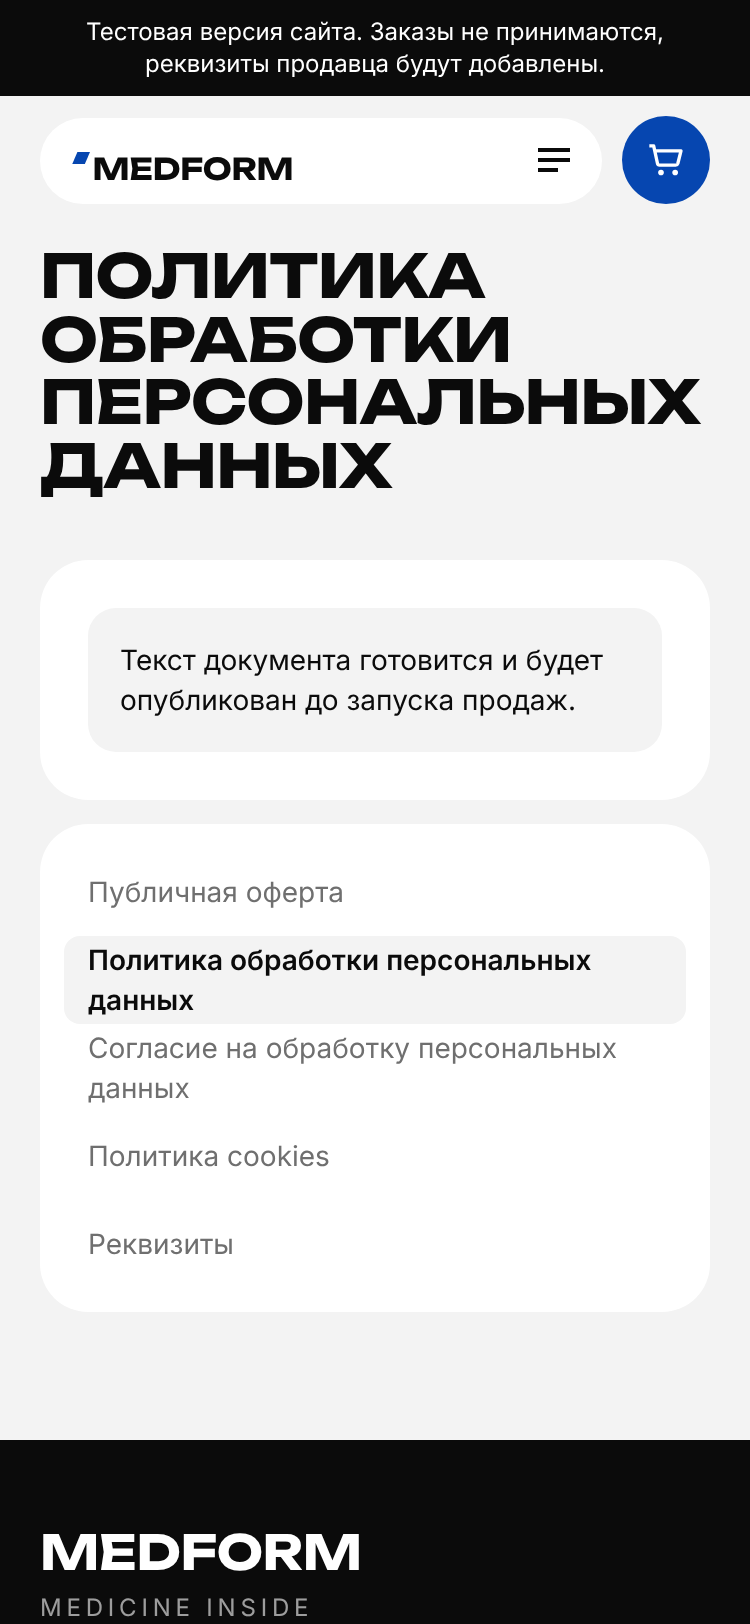 Тестовая версия сайта. Заказы не принимаются,
реквизиты продавца будут добавлены.
MEDFORM
ПОЛИТИКА
ОБРАБОТКИ
ПЕРСОНАЛЬНЫХ
ДАННЫХ
Текст документа готовится и будет
опубликован до запуска продаж.
Публичная оферта
Политика обработки персональных
данных
Согласие на обработку персональных
данных
Политика cookies
Реквизиты
MEDFORM
MEDICINE INSIDE